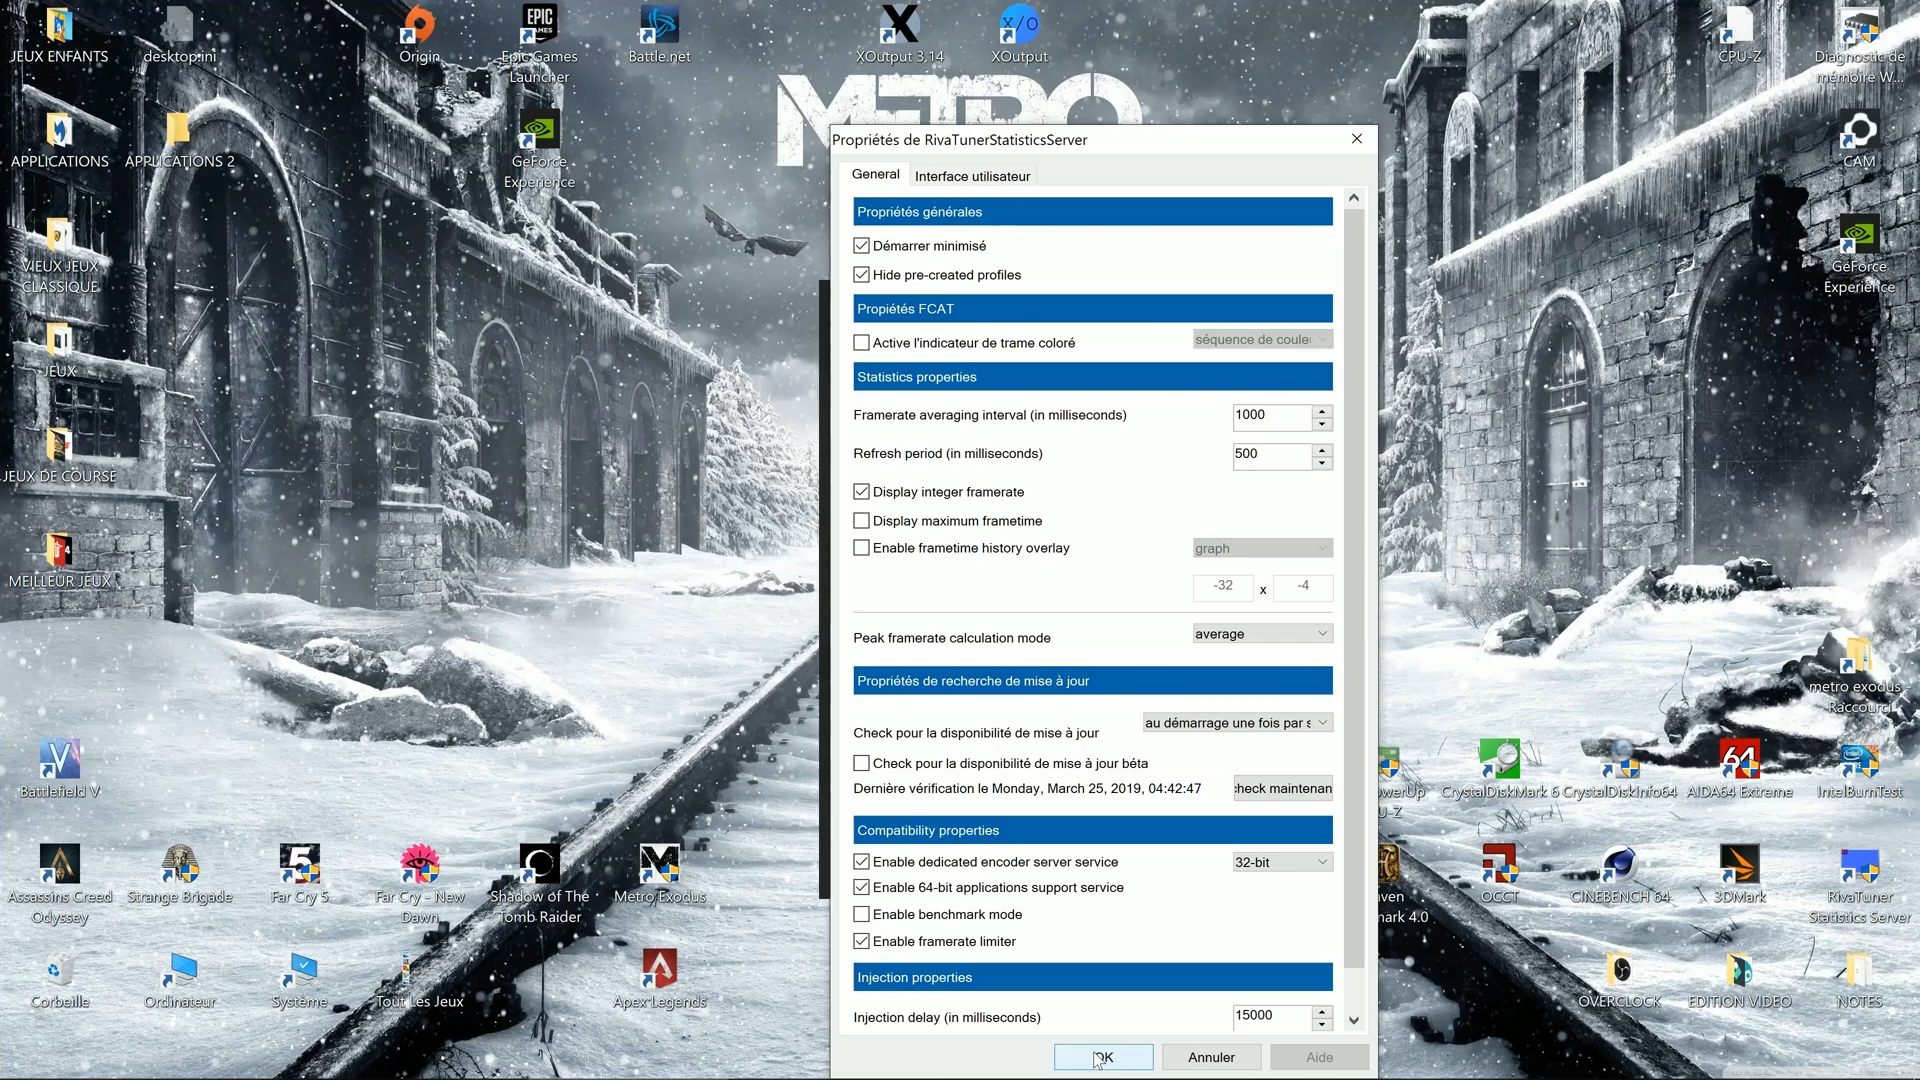 JEUX ENFANTS
desktop.ini
Origin
EPIC
GAMES
Epic Games
Launcher
Battle.net
XOutput 3.14
X/O
XOutput
CPU-Z
Diagnostic de
mémoire W...
METRO
APPLICATIONS
APPLICATIONS 2
GeForce
Experience
CAM
VIEUX JEUX
CLASSIQUE
GeForce
Experience
JEUX
JEUX DE COURSE
MEILLEUR JEUX
metro exodus -
Raccourci
Propriétés de RivaTunerStatisticsServer
General
Interface utilisateur
Propriétés générales
Démarrer minimisé
Hide pre-created profiles
Propiétés FCAT
Active l'indicateur de trame coloré
séquence de coule
Statistics properties
Framerate averaging interval (in milliseconds)
1000
Refresh period (in milliseconds)
500
Display integer framerate
Display maximum frametime
Enable frametime history overlay
graph
-32 x -4
Peak framerate calculation mode
average
Propriétés de recherche de mise à jour
Check pour la disponibilité de mise à jour
au démarrage une fois par s
Check pour la disponibilité de mise à jour béta
Dernière vérification le Monday, March 25, 2019, 04:42:47
check maintenan
Compatibility properties
Enable dedicated encoder server service
32-bit
Enable 64-bit applications support service
Enable benchmark mode
Enable framerate limiter
Injection properties
Injection delay (in milliseconds)
15000
OK
Annuler
Aide
V
Battlefield V
64
CrystalDiskMark 6
CrystalDiskInfo64
AIDA64 Extreme
IntelBurnTest
5
Assassins Creed
Odyssey
Strange Brigade
Far Cry 5
Far Cry - New
Dawn
Shadow of The
Tomb Raider
Metro Exodus
OCCT
CINEBENCH 64
3DMark
RivaTuner
Statistics Server
Corbeille
Ordinateur
Système
Tout Les Jeux
Apex Legends
OVERCLOCK
EDITION VIDEO
NOTES